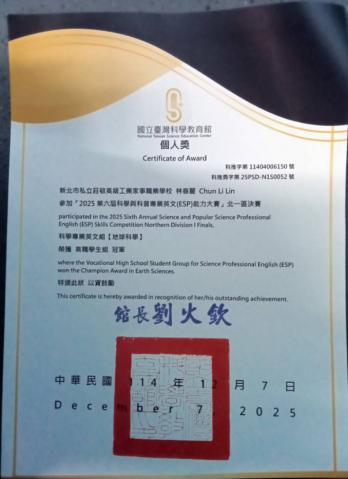 國立臺灣科學教育館
National Taiwan Science Education Center
個人獎
Certificate of Award
科推字第 11404006150 號
科推獎字第 25PSD-N1S0052 號
新北市私立莊敬高級工業家事職業學校 林春麗 Chun Li Lin
參加「2025 第六屆科學與科普專業英文(ESP)能力大賽」北一區決賽
participated in the 2025 Sixth Annual Science and Popular Science Professional
English (ESP) Skills Competition Northern Division I Finals,
科學專業英文組【地球科學】
榮獲 高職學生組 冠軍
where the Vocational High School Student Group for Science Professional English (ESP)
won the Champion Award in Earth Sciences.
特頒此狀 以資鼓勵
This certificate is hereby awarded in recognition of her/his outstanding achievement.
館長 劉火欽
中華民國 114 年 12 月 7 日
December 7, 2025